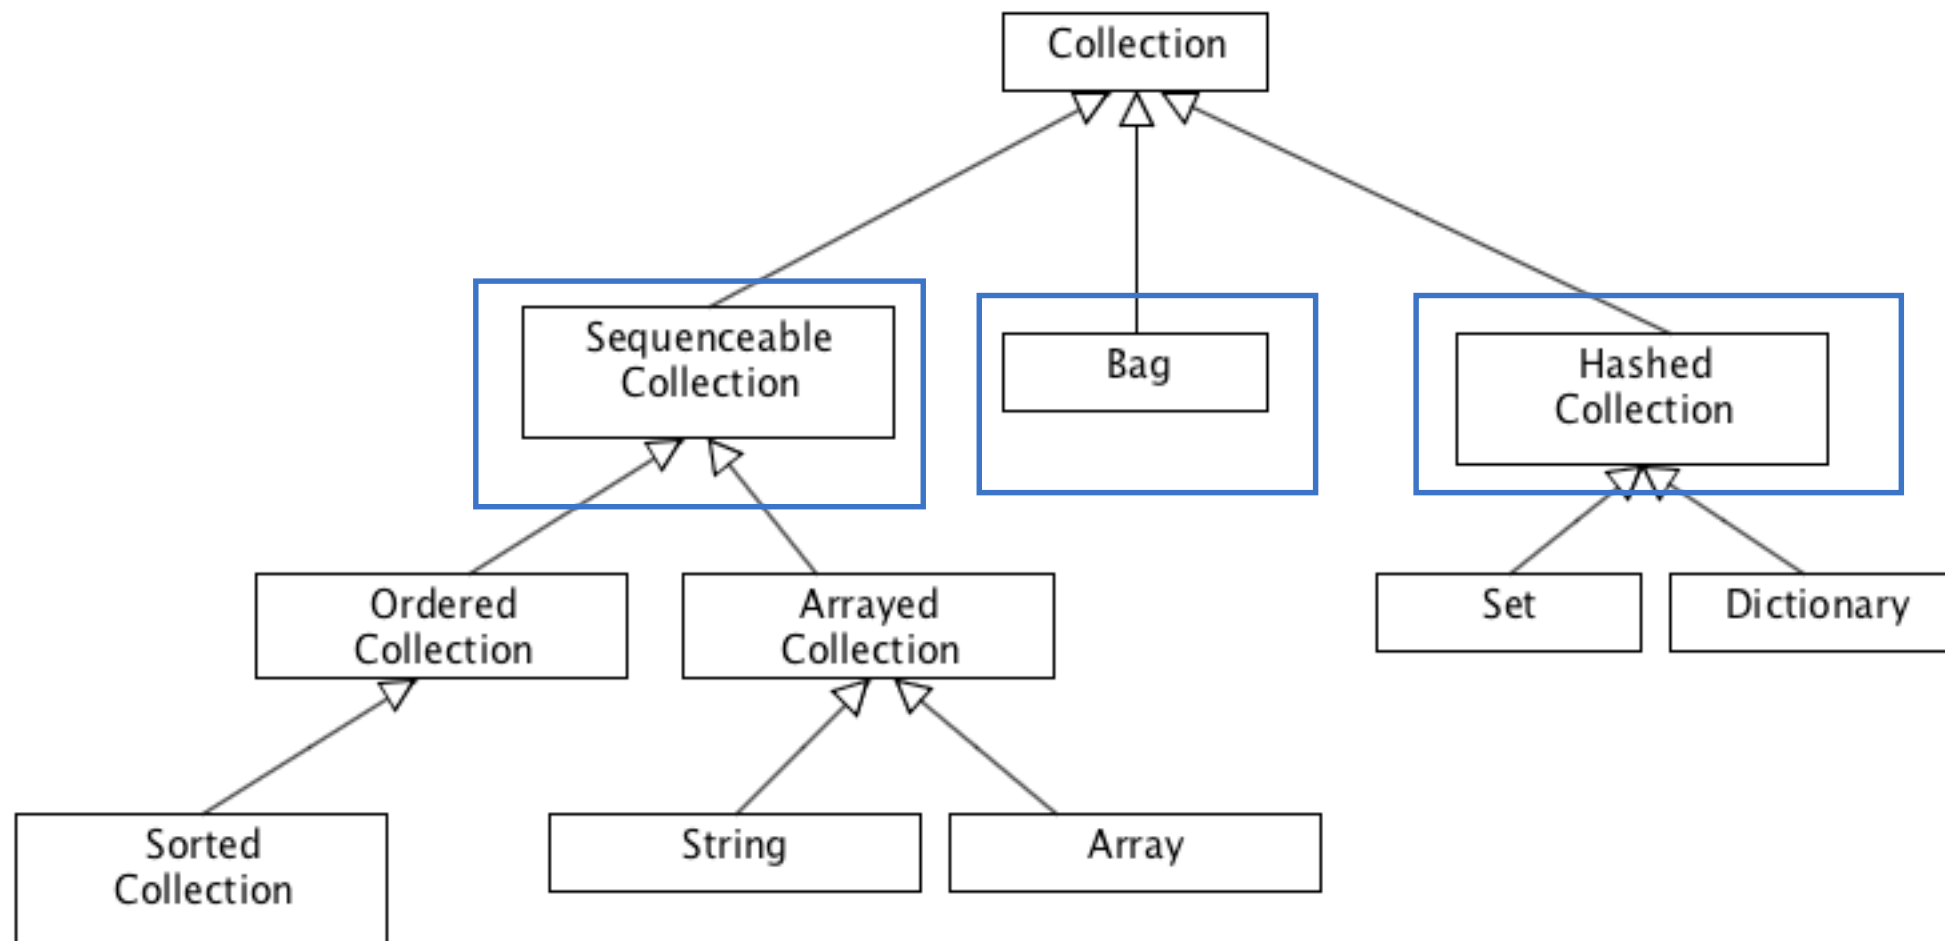 Collection
Sequenceable
Collection
Bag
Hashed
Collection
Ordered
Collection
Arrayed
Collection
Set
Dictionary
Sorted
Collection
String
Array